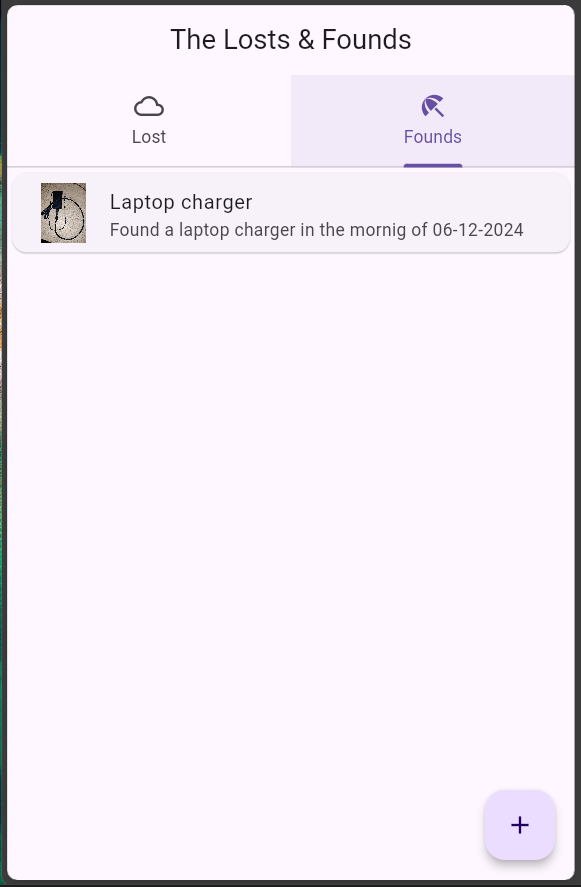 The Losts & Founds
Lost
Founds
Laptop charger
Found a laptop charger in the mornig of 06-12-2024
+